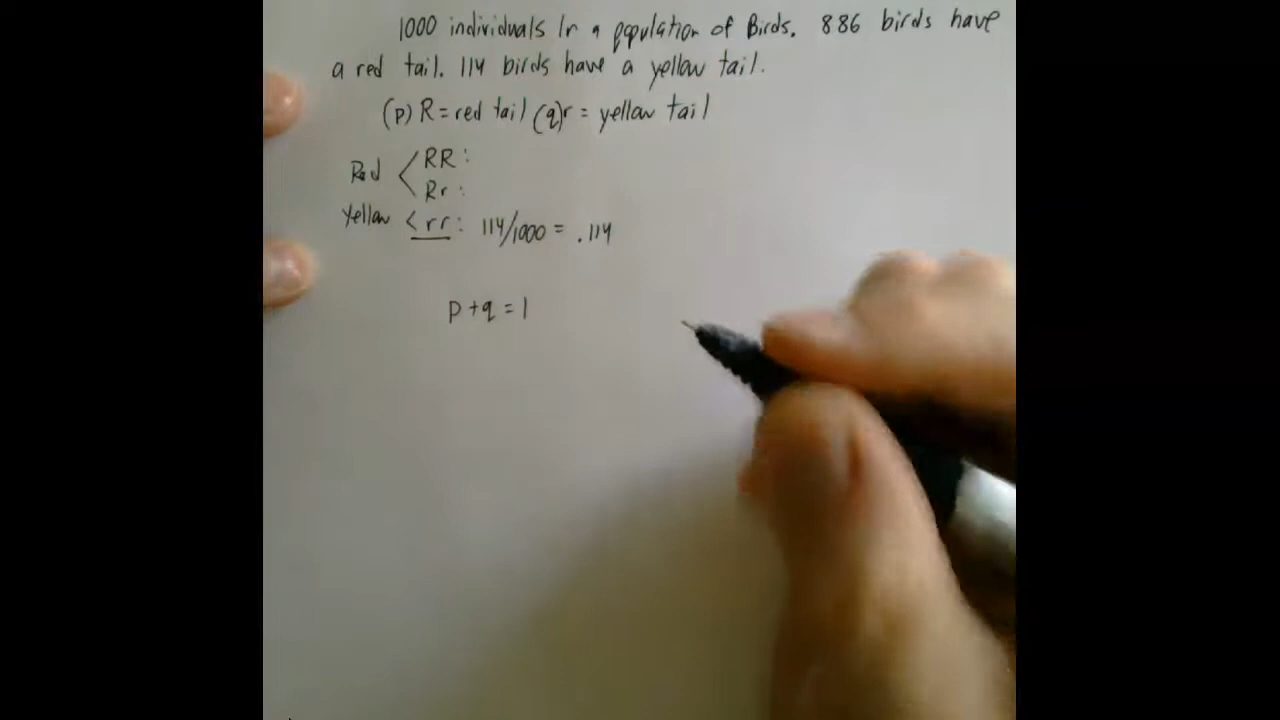 1000 individuals in a population of Birds. 886 birds have
a red tail. 114 birds have a yellow tail.
(p) R = red tail (q) r = yellow tail
Red < RR:
Rr:
Yellow < rr: 114/1000 = .114
p + q = 1